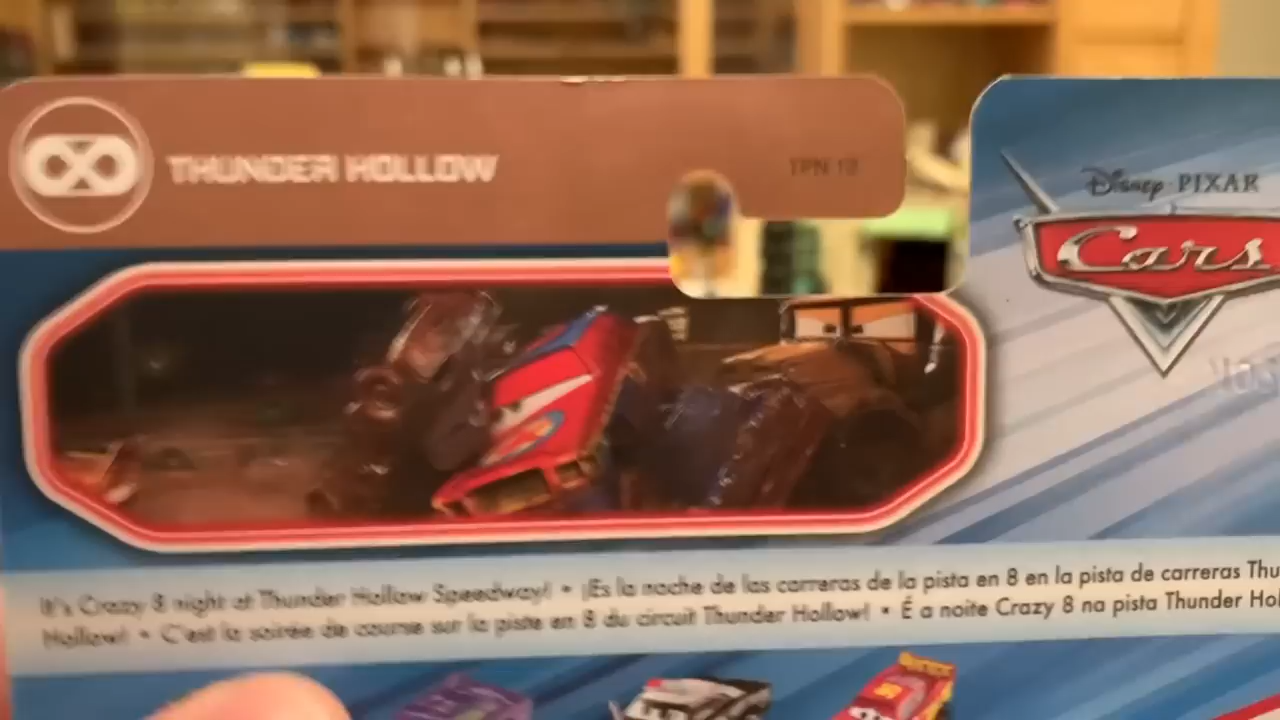 THUNDER HOLLOW
TPN 10
Disney PIXAR
Cars
It's Crazy 8 night at Thunder Hollow Speedway! • ¡Es la noche de las carreras de la pista en 8 en la pista de carreras Thu
Hollow! • C'est la soirée de course sur la piste en 8 du circuit Thunder Hollow! • É a noite Crazy 8 na pista Thunder Hol